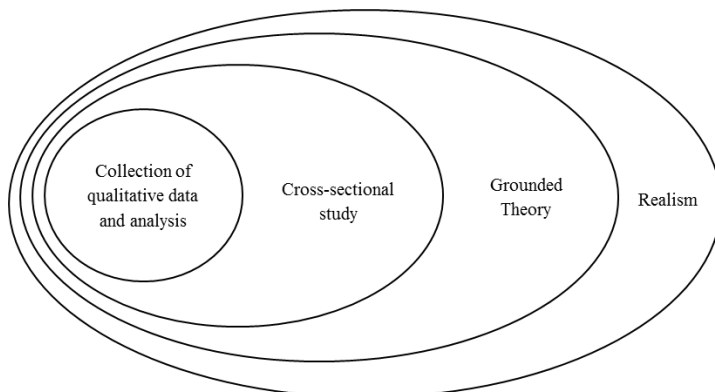 Collection of
qualitative data
and analysis
Cross-sectional
study
Grounded
Theory
Realism